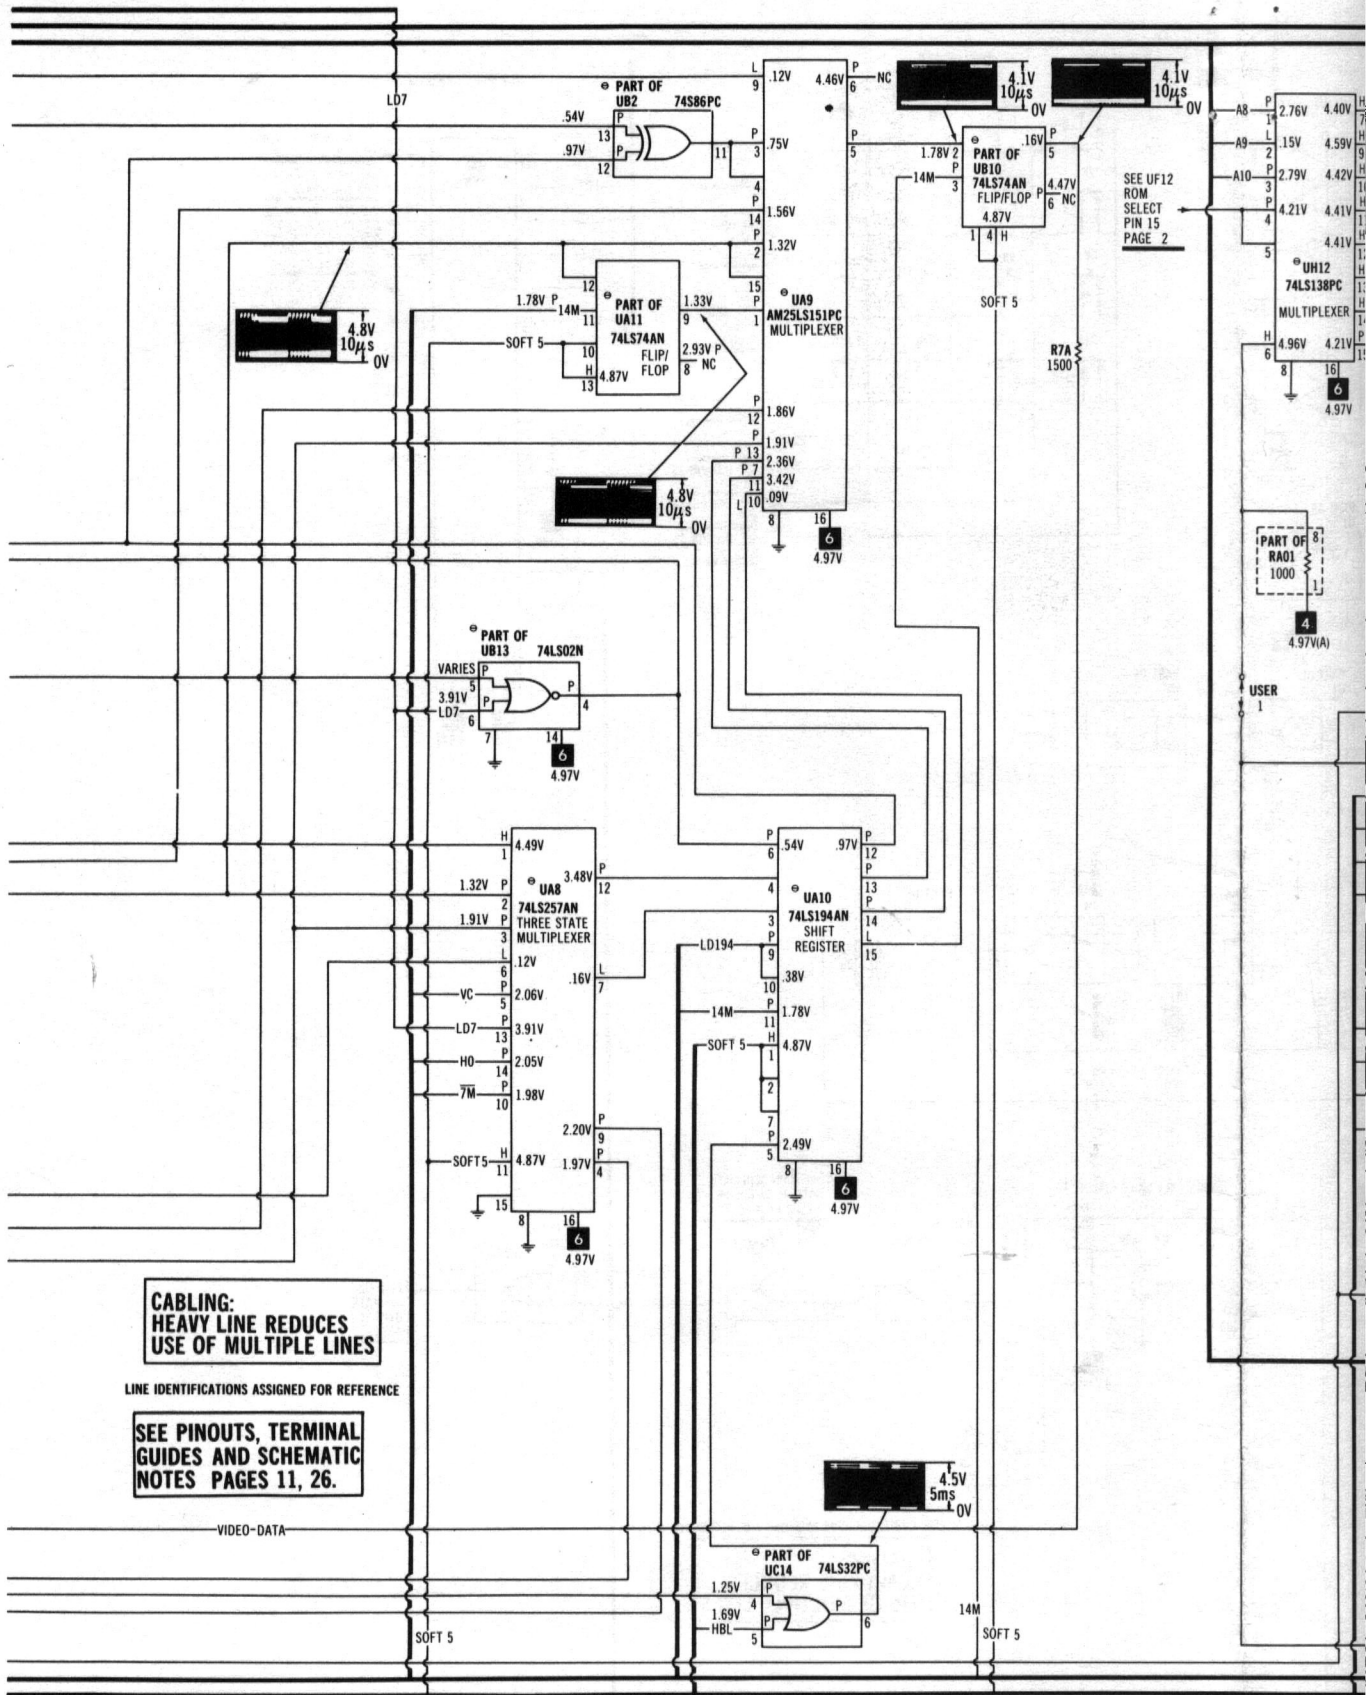 LD7
PART OF
UB2 74S86PC
.54V
P
13
.97V
P
12
11
L
9
.12V
4.46V
P
6
NC
P
3
.75V
4
P
5
P
14
1.56V
P
2
1.32V
15
P
1
UA9
AM25LS151PC
MULTIPLEXER
P
12
1.86V
P
1.91V
P 13
2.36V
P 7
3.42V
11
L 10
.09V
8
16
6
4.97V
4.1V
10µs
0V
4.1V
10µs
0V
1.78V 2
.16V
P
5
14M
P
3
PART OF
UB10
74LS74AN
FLIP/FLOP
P
6
4.47V
NC
4.87V
1 4 H
SOFT 5
R7A
1500
SEE UF12
ROM
SELECT
PIN 15
PAGE 2
A8
P
1
2.76V
4.40V
H
A9
L
2
.15V
4.59V
H
9
A10
P
3
2.79V
4.42V
H
P
4
4.21V
4.41V
H
5
4.41V
UH12
74LS138PC
MULTIPLEXER
H
H
H
6
4.96V
4.21V
P
8
16
6
4.97V
4.8V
10µs
0V
12
1.78V P
14M
11
PART OF
UA11
74LS74AN
FLIP/
FLOP
1.33V
9
SOFT 5
10
2.93V P
8 NC
H
13
4.87V
4.8V
10µs
0V
PART OF
RA01
1000
8
1
4
4.97V(A)
USER
1
PART OF
UB13 74LS02N
VARIES
P
5
3.91V
P
LD7
6
P
4
7
14
6
4.97V
H
1
4.49V
3.48V
P
12
1.32V P
2
UA8
74LS257AN
THREE STATE
MULTIPLEXER
1.91V P
3
L
6
.12V
.16V
L
7
VC
P
5
2.06V
LD7
P
13
3.91V
H0
P
14
2.05V
7M
P
10
1.98V
2.20V
P
9
SOFT5
H
11
4.87V
1.97V
P
4
15
8
16
6
4.97V
P
6
.54V
.97V
P
12
4
P
13
UA10
74LS194AN
SHIFT
REGISTER
3
P
14
LD194
P
9
L
15
10
.38V
14M
P
11
1.78V
SOFT 5
H
1
4.87V
2
7
P
5
2.49V
8
16
6
4.97V
CABLING:
HEAVY LINE REDUCES
USE OF MULTIPLE LINES
LINE IDENTIFICATIONS ASSIGNED FOR REFERENCE
SEE PINOUTS, TERMINAL
GUIDES AND SCHEMATIC
NOTES PAGES 11, 26.
4.5V
5ms
0V
VIDEO-DATA
PART OF
UC14 74LS32PC
1.25V
P
4
1.69V
P
HBL
5
P
6
SOFT 5
14M
SOFT 5